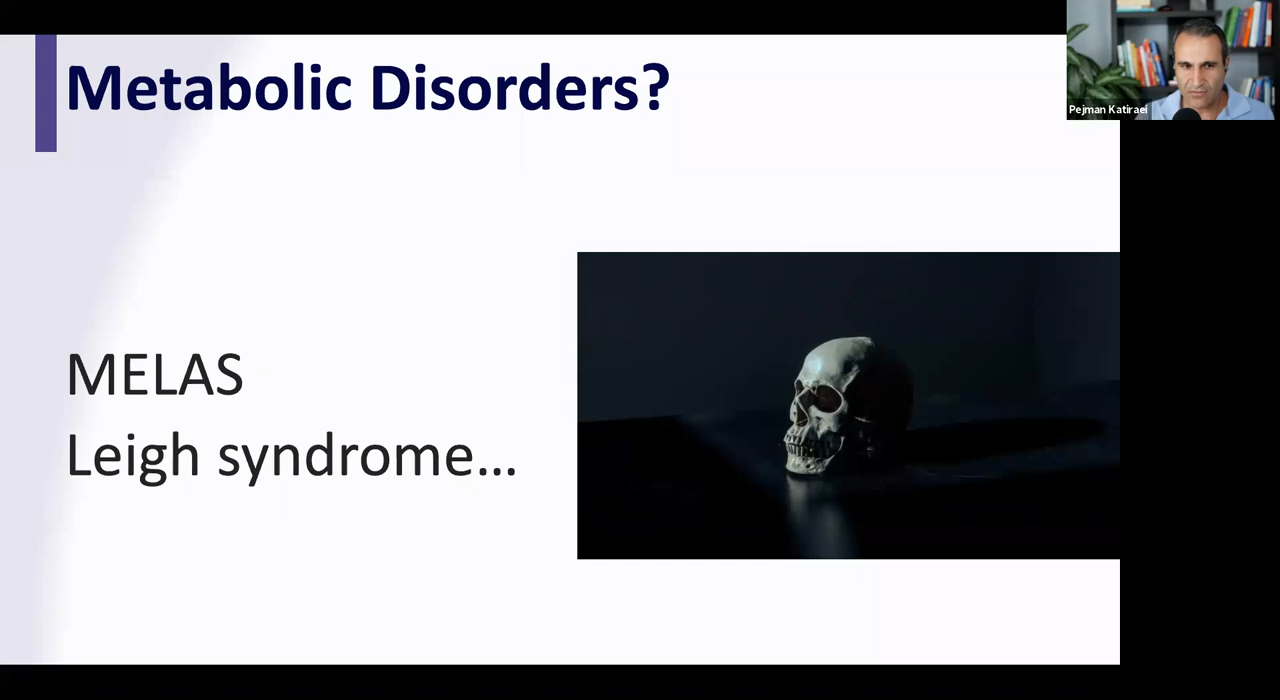 Metabolic Disorders?
Pejman Katiraei
MELAS
Leigh syndrome...